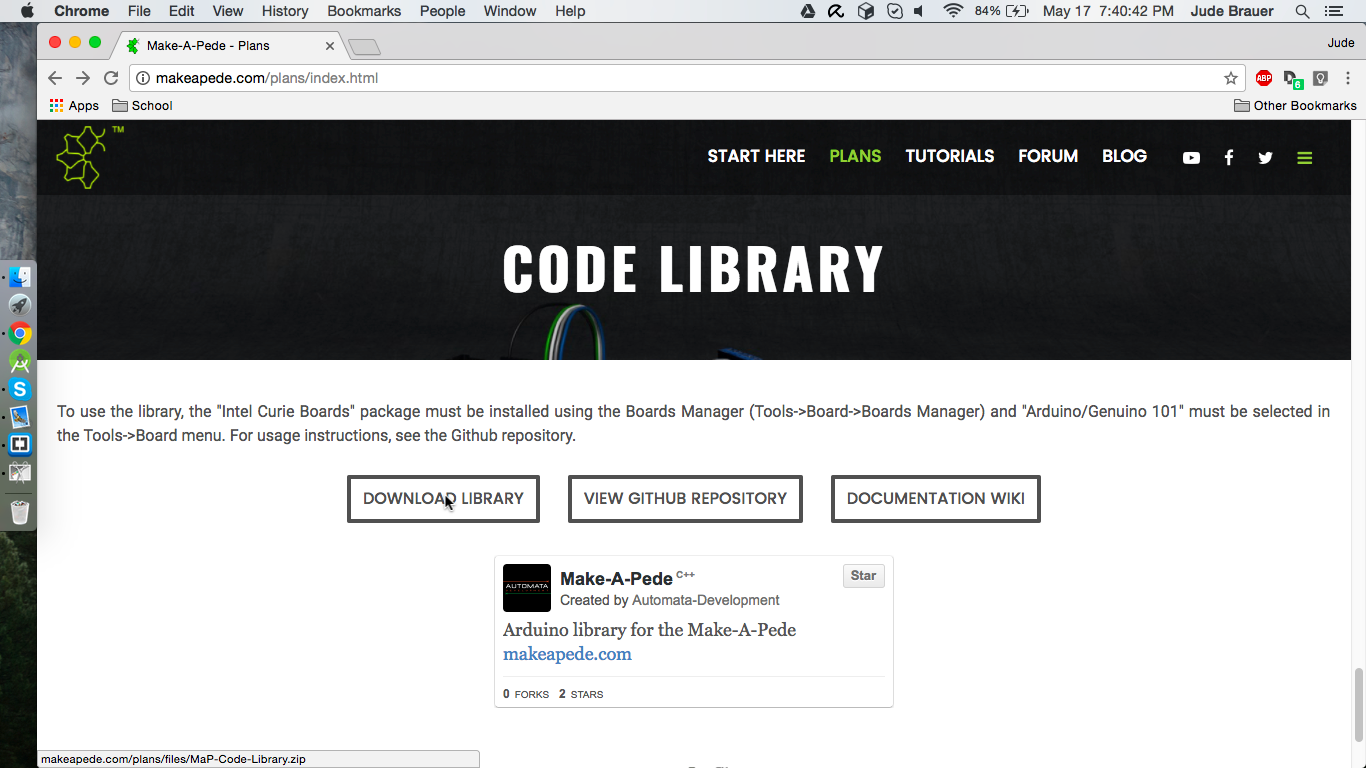 Chrome File Edit View History Bookmarks People Window Help 84% May 17 7:40:42 PM Jude Brauer
Make-A-Pede - Plans
Jude
makeapede.com/plans/index.html
ABP
6
Apps School Other Bookmarks
TM
START HERE PLANS TUTORIALS FORUM BLOG
CODE LIBRARY
To use the library, the "Intel Curie Boards" package must be installed using the Boards Manager (Tools->Board->Boards Manager) and "Arduino/Genuino 101" must be selected in
the Tools->Board menu. For usage instructions, see the Github repository.
DOWNLOAD LIBRARY VIEW GITHUB REPOSITORY DOCUMENTATION WIKI
AUTOMATA
Make-A-Pede C++
Star
Created by Automata-Development
Arduino library for the Make-A-Pede
makeapede.com
0 FORKS 2 STARS
makeapede.com/plans/files/MaP-Code-Library.zip